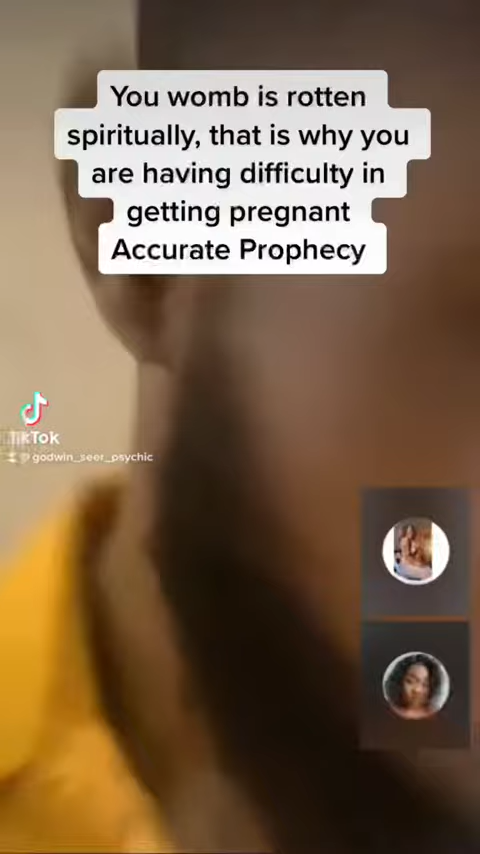 You womb is rotten
spiritually, that is why you
are having difficulty in
getting pregnant
Accurate Prophecy
TikTok
@ godwin_seer_psychic